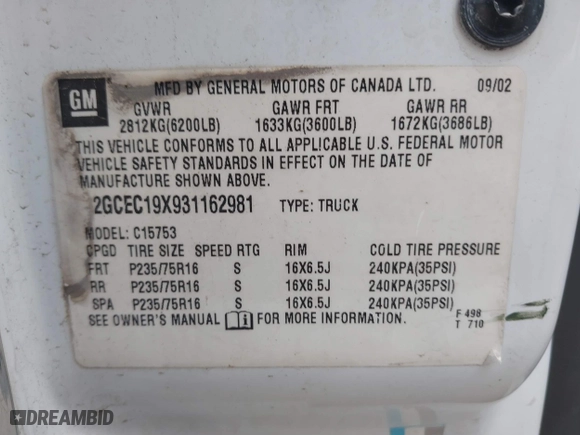 GM
MFD BY GENERAL MOTORS OF CANADA LTD. 09/02
GVWR GAWR FRT GAWR RR
2812KG(6200LB) 1633KG(3600LB) 1672KG(3686LB)
THIS VEHICLE CONFORMS TO ALL APPLICABLE U.S. FEDERAL MOTOR
VEHICLE SAFETY STANDARDS IN EFFECT ON THE DATE OF
MANUFACTURE SHOWN ABOVE.
2GCEC19X931162981 TYPE: TRUCK
MODEL: C15753
CPGD TIRE SIZE SPEED RTG RIM COLD TIRE PRESSURE
FRT P235/75R16 S 16X6.5J 240KPA(35PSI)
RR P235/75R16 S 16X6.5J 240KPA(35PSI)
SPA P235/75R16 S 16X6.5J 240KPA(35PSI)
SEE OWNER'S MANUAL FOR MORE INFORMATION.
F 498
T 710
DREAMBID